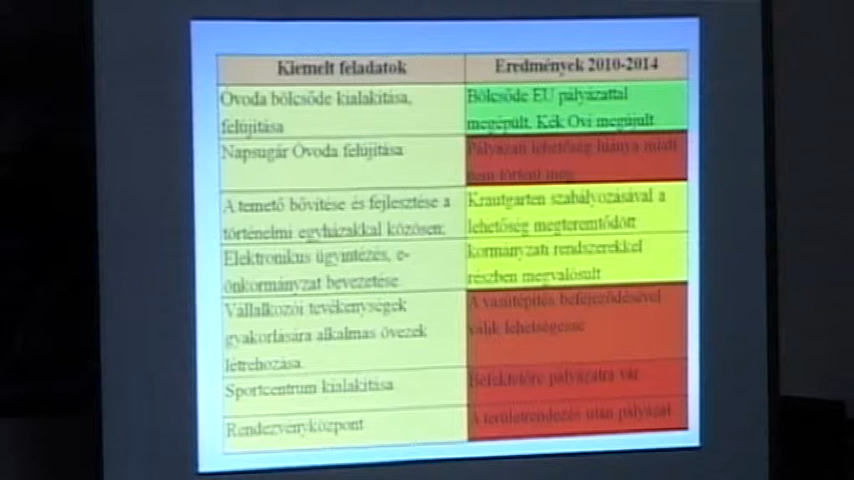 Kiemelt feladatok
Eredmények 2010-2014
Óvoda bölcsőde kialakítása,
felújítása
Bölcsőde EU pályázattal
megépült, Kék Ovi megújult
Napsugár Óvoda felújítása
Pályázati lehetőség hiánya miatt
nem történt meg
A temető bővítése és fejlesztése a
történelmi egyházakkal közösen;
Krautgarten szabályozásával a
lehetőség megteremtődött
Elektronikus ügyintézés, e-
önkormányzat bevezetése
kormányzati rendszerekkel
részben megvalósult
Vállalkozói tevékenységek
gyakorlására alkalmas övezek
létrehozása
A vasútépítés befejeződésével
válik lehetségessé
Sportcentrum kialakítása
Befektetőre pályázatra vár
Rendezvényközpont
A területrendezés után pályázat